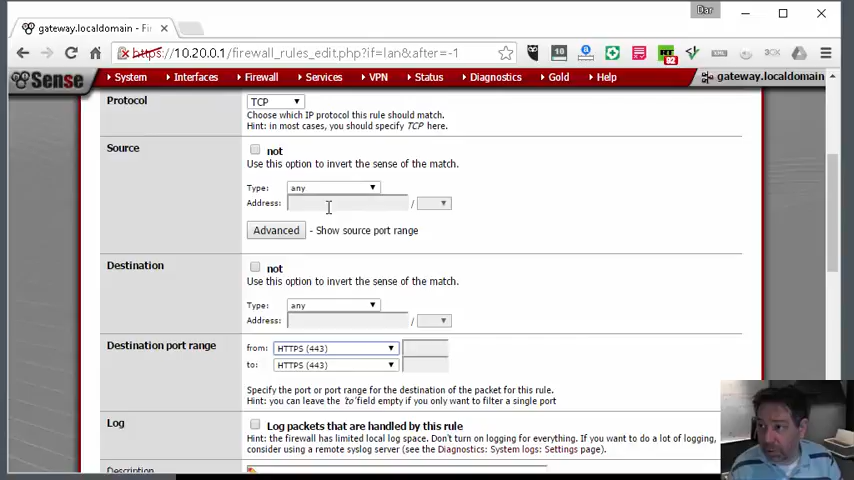 Dar
gateway.localdomain - Fir
https://10.20.0.1/firewall_rules_edit.php?if=lan&after=-1
Sense
System
Interfaces
Firewall
Services
VPN
Status
Diagnostics
Gold
Help
gateway.localdomain
Protocol
TCP
Choose which IP protocol this rule should match.
Hint: in most cases, you should specify TCP here.
Source
not
Use this option to invert the sense of the match.
Type: any
Address: /
Advanced - Show source port range
Destination
not
Use this option to invert the sense of the match.
Type: any
Address: /
Destination port range
from: HTTPS (443)
to: HTTPS (443)
Specify the port or port range for the destination of the packet for this rule.
Hint: you can leave the 'to' field empty if you only want to filter a single port
Log
Log packets that are handled by this rule
Hint: the firewall has limited local log space. Don't turn on logging for everything. If you want to do a lot of logging,
consider using a remote syslog server (see the Diagnostics: System logs: Settings page).
Description